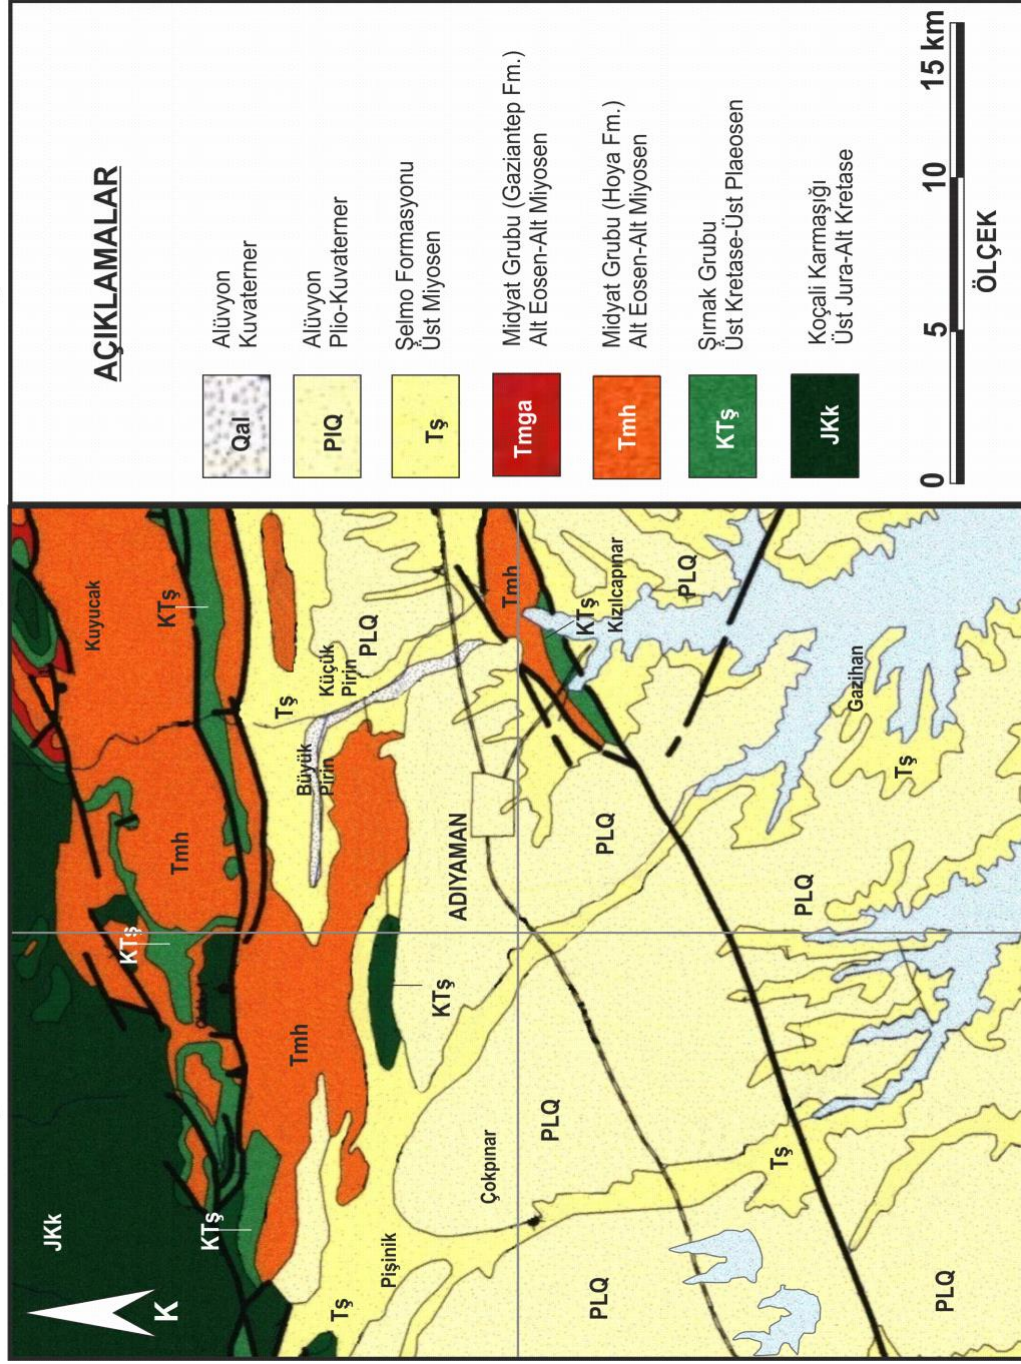 JKk
Kuyucak
KTş
K
KTş
Tmh
KTş
Tmh
Tş
Büyük
Pirin
Küçük
Pirin
Tş
PLQ
Pişinik
KTş
ADIYAMAN
Çokpınar
Tmh
PLQ
KTş
PLQ
PLQ
Kızılcapınar
PLQ
Tş
PLQ
Gazihan
Tş
PLQ
AÇIKLAMALAR
Qal Alüvyon
Kuvaterner
PlQ Alüvyon
Plio-Kuvaterner
Tş Şelmo Formasyonu
Üst Miyosen
Tmga Midyat Grubu (Gaziantep Fm.)
Alt Eosen-Alt Miyosen
Tmh Midyat Grubu (Hoya Fm.)
Alt Eosen-Alt Miyosen
KTş Şırnak Grubu
Üst Kretase-Üst Plaeosen
JKk Koçali Karmaşığı
Üst Jura-Alt Kretase
0 5 10 15 km
ÖLÇEK